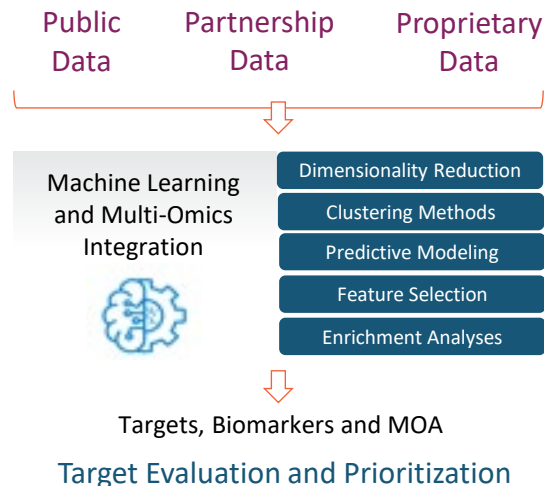 Public Partnership Proprietary
Data Data Data
Machine Learning
and Multi-Omics
Integration
Dimensionality Reduction
Clustering Methods
Predictive Modeling
Feature Selection
Enrichment Analyses
Targets, Biomarkers and MOA
Target Evaluation and Prioritization